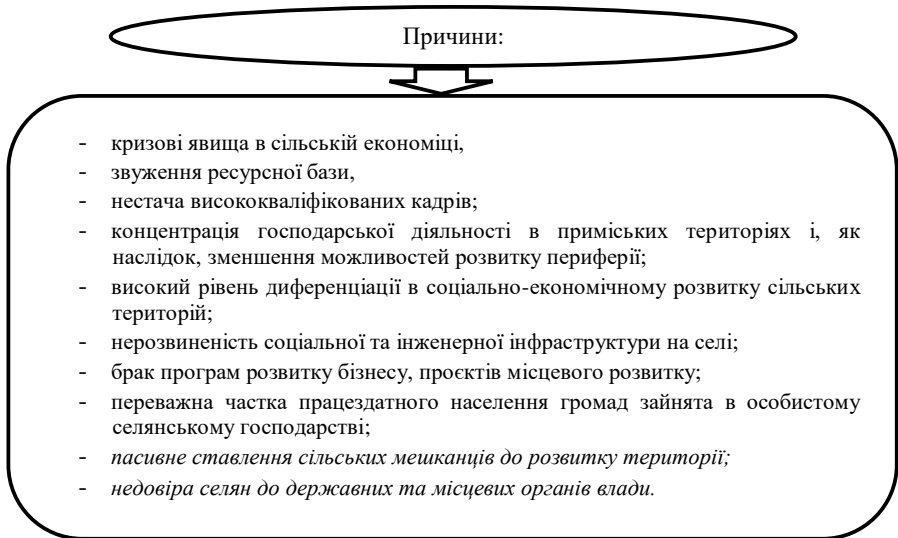 Причини:
- кризові явища в сільській економіці,
- звуження ресурсної бази,
- нестача висококваліфікованих кадрів;
- концентрація господарської діяльності в приміських територіях і, як
наслідок, зменшення можливостей розвитку периферії;
- високий рівень диференціації в соціально-економічному розвитку сільських
територій;
- нерозвиненість соціальної та інженерної інфраструктури на селі;
- брак програм розвитку бізнесу, проєктів місцевого розвитку;
- переважна частка працездатного населення громад зайнята в особистому
селянському господарстві;
- пасивне ставлення сільських мешканців до розвитку території;
- недовіра селян до державних та місцевих органів влади.